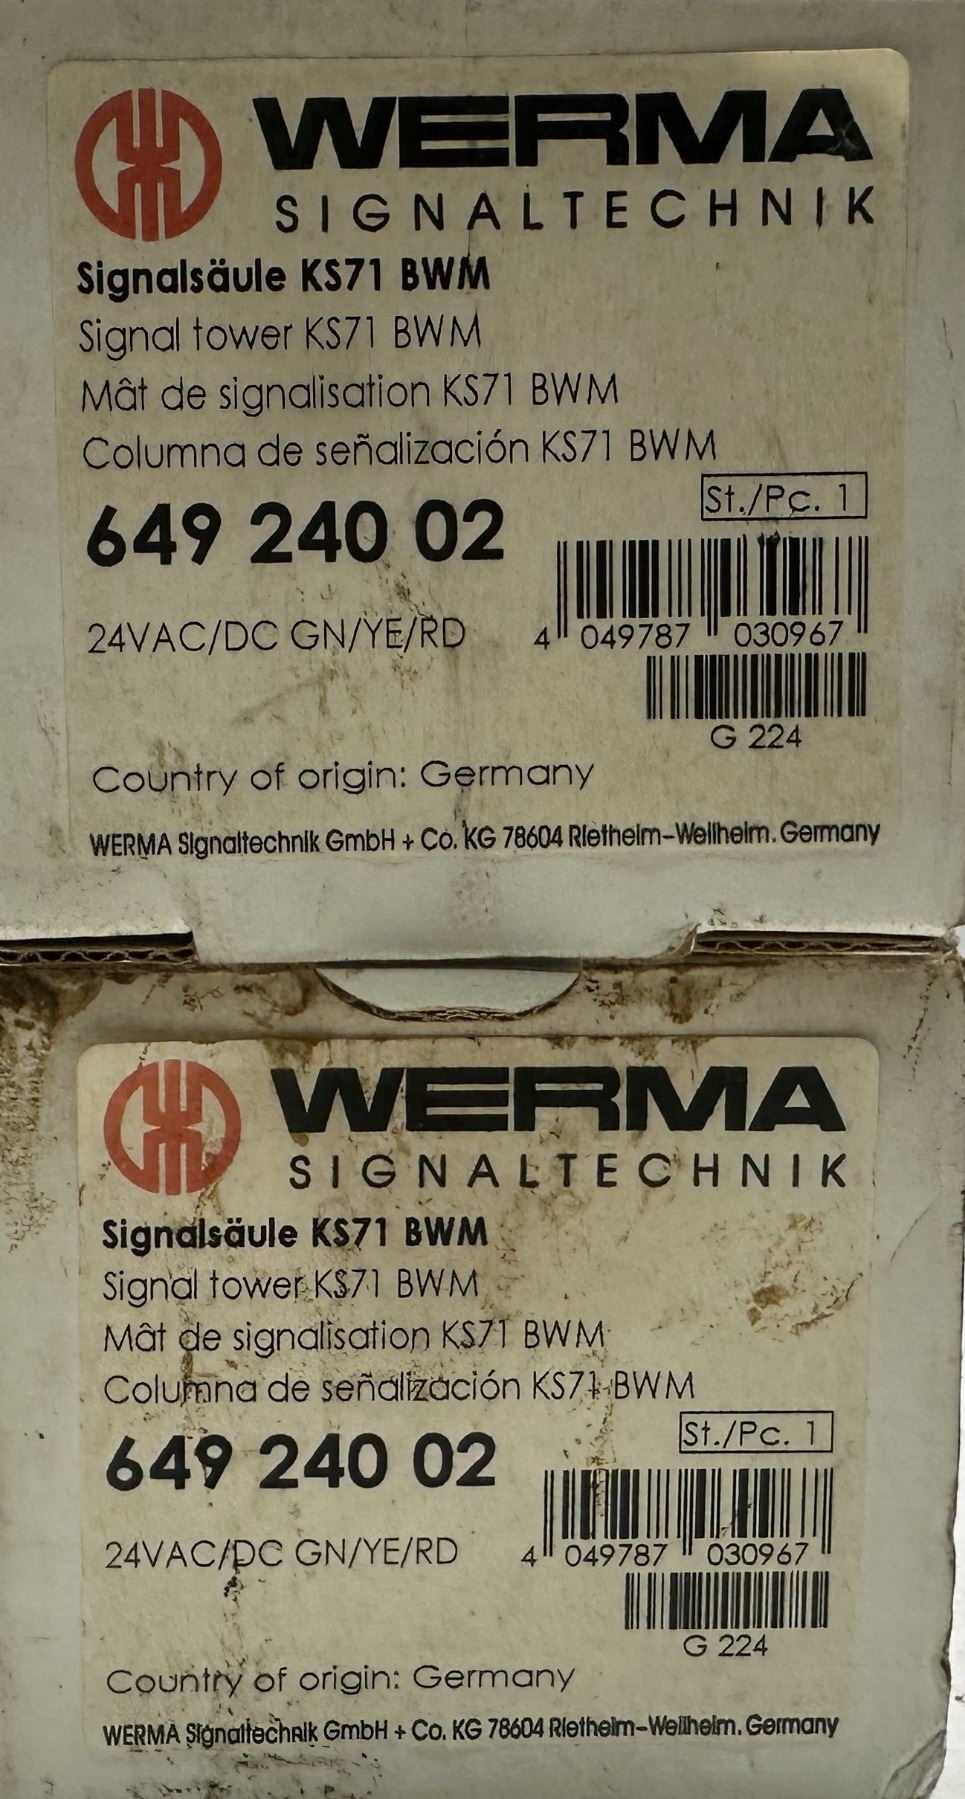 WERMA
SIGNALTECHNIK
Signalsäule KS71 BWM
Signal tower KS71 BWM
Mât de signalisation KS71 BWM
Columna de señalización KS71 BWM
St./Pc. 1
649 240 02
24VAC/DC GN/YE/RD
4 049787 030967
G 224
Country of origin: Germany
WERMA Signaltechnik GmbH + Co. KG 78604 Rietheim-Weilheim. Germany
WERMA
SIGNALTECHNIK
Signalsäule KS71 BWM
Signal tower KS71 BWM
Mât de signalisation KS71 BWM
Columna de señalización KS71 BWM
St./Pc. 1
649 240 02
24VAC/DC GN/YE/RD
4 049787 030967
G 224
Country of origin: Germany
WERMA Signaltechnik GmbH + Co. KG 78604 Rietheim-Weilheim. Germany